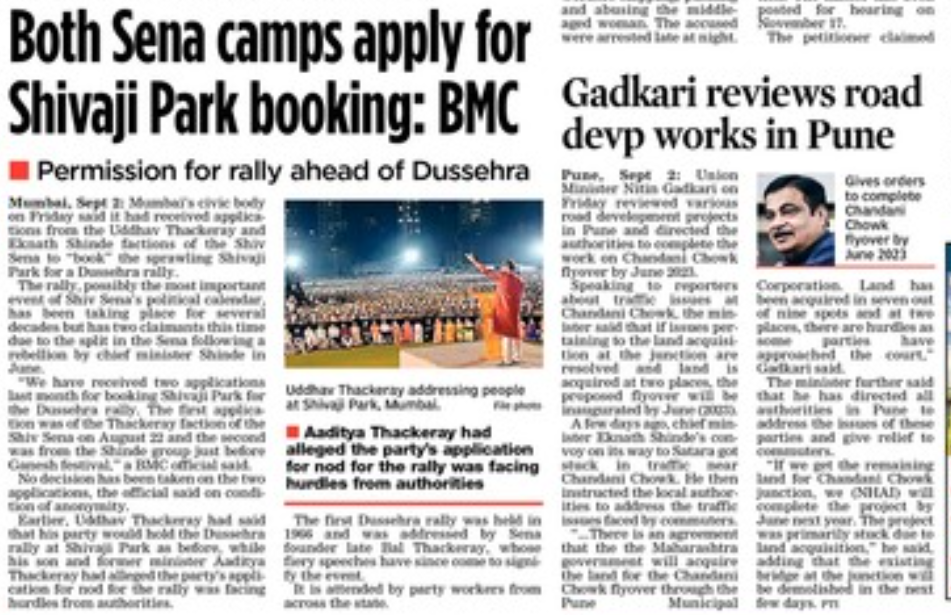 Both Sena camps apply for
Shivaji Park booking: BMC
Permission for rally ahead of Dussehra
Mumbai, Sept 2: Mumbai's civic body
on Friday said it had received applica-
tions from the Uddhav Thackeray and
Eknath Shinde factions of the Shiv
Sena to "book" the sprawling Shivaji
Park for a Dussehra rally.
The rally, possibly the most important
event of Shiv Sena's political calendar,
has been taking place for several
decades but has two claimants this time
due to the split in the Sena following a
rebellion by chief minister Shinde in
June.
"We have received two applications
last month for booking Shivaji Park for
the Dussehra rally. The first applica-
tion was of the Thackeray faction of the
Shiv Sena on August 22 and the second
was from the Shinde group just before
Ganesh festival," a BMC official said.
No decision has been taken on the two
applications, the official said on condi-
tion of anonymity.
Earlier, Uddhav Thackeray had said
that his party would hold the Dussehra
rally at Shivaji Park as before, while
his son and former minister Aaditya
Thackeray had alleged the party's appli-
cation for nod for the rally was facing
hurdles from authorities.
Uddhav Thackeray addressing people
at Shivaji Park, Mumbai. File photo
Aaditya Thackeray had
alleged the party's application
for nod for the rally was facing
hurdles from authorities
The first Dussehra rally was held in
1966 and was addressed by Sena
founder late Bal Thackeray, whose
fiery speeches have since come to signi-
fy the event.
It is attended by party workers from
across the state.
and abusing the middle-
aged woman. The accused
were arrested late at night.
posted for hearing on
November 17.
The petitioner claimed
Gadkari reviews road
devp works in Pune
Pune, Sept 2: Union
Minister Nitin Gadkari on
Friday reviewed various
road development projects
in Pune and directed the
authorities to complete the
work on Chandani Chowk
flyover by June 2023.
Speaking to reporters
about traffic issues at
Chandani Chowk, the min-
ister said that if issues per-
taining to the land acquisi-
tion at the junction are
resolved and land is
acquired at two places, the
proposed flyover will be
inaugurated by June (2023).
A few days ago, chief min-
ister Eknath Shinde's con-
voy on its way to Satara got
stuck in traffic near
Chandani Chowk. He then
instructed the local author-
ities to address the traffic
issues faced by commuters.
"...There is an agreement
that the the Maharashtra
government will acquire
the land for the Chandani
Chowk flyover through the
Pune Municipal
Gives orders
to complete
Chandani
Chowk
flyover by
June 2023
Corporation. Land has
been acquired in seven out
of nine spots and at two
places, there are hurdles as
some parties have
approached the court,"
Gadkari said.
The minister further said
that he has directed all
authorities in Pune to
address the issues of these
parties and give relief to
commuters.
"If we get the remaining
land for Chandani Chowk
junction, we (NHAI) will
complete the project by
June next year. The project
was primarily stuck due to
land acquisition," he said,
adding that the existing
bridge at the junction will
be demolished in the next
few days. PTI